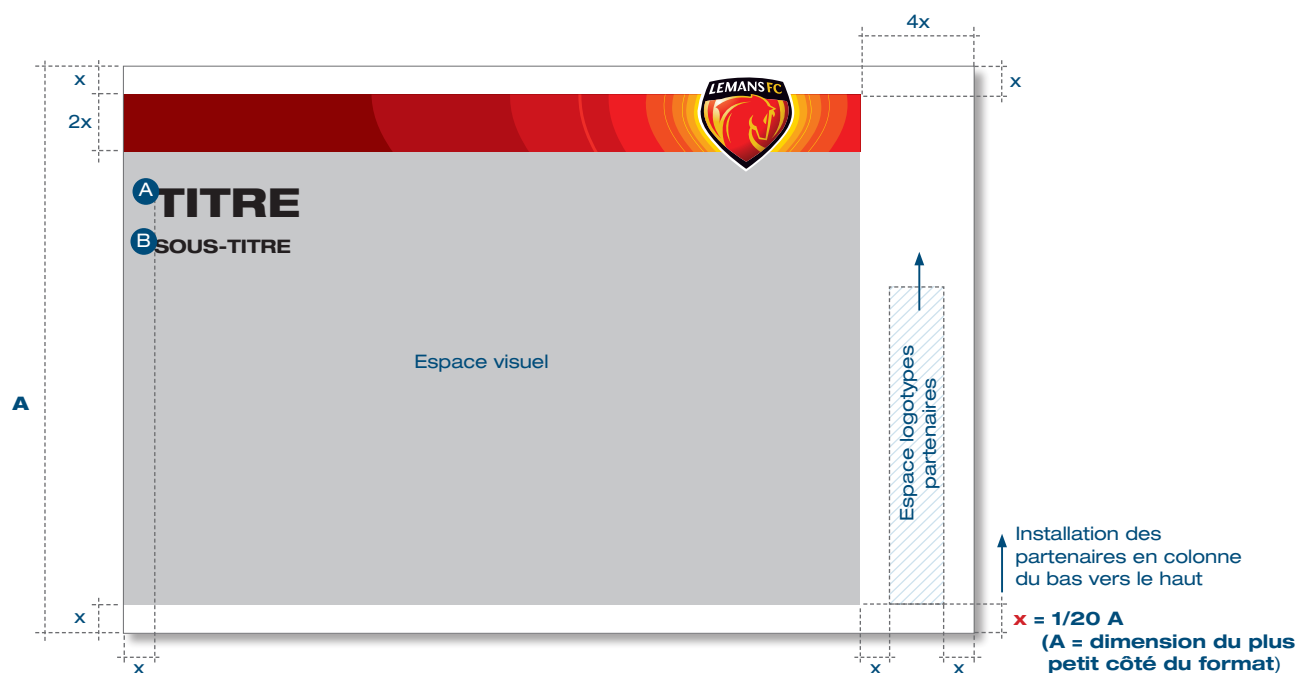 4x
x
x
2x
LEMANS FC
A
TITRE
B
SOUS-TITRE
Espace visuel
A
Espace logotypes
partenaires
Installation des
partenaires en colonne
du bas vers le haut
x
x = 1/20 A
(A = dimension du plus
petit côté du format)
x
x
x